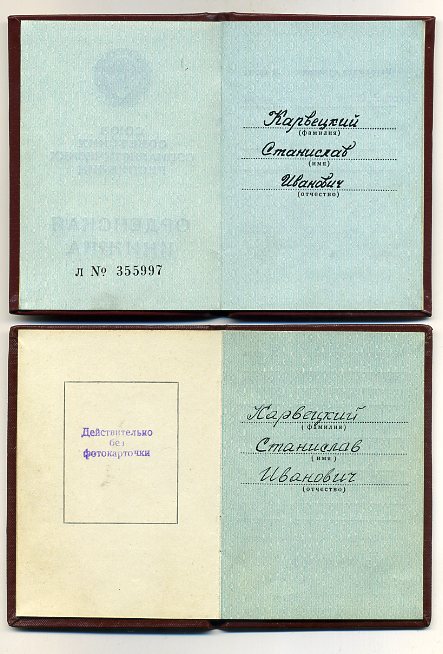 Карвецкий
(фамилия)
Станислав
(имя)
Иванович
(отчество)
Л № 355997
Действительно
без
фотокарточки
Карвецкий
(фамилия)
Станислав
(имя)
Иванович
(отчество)